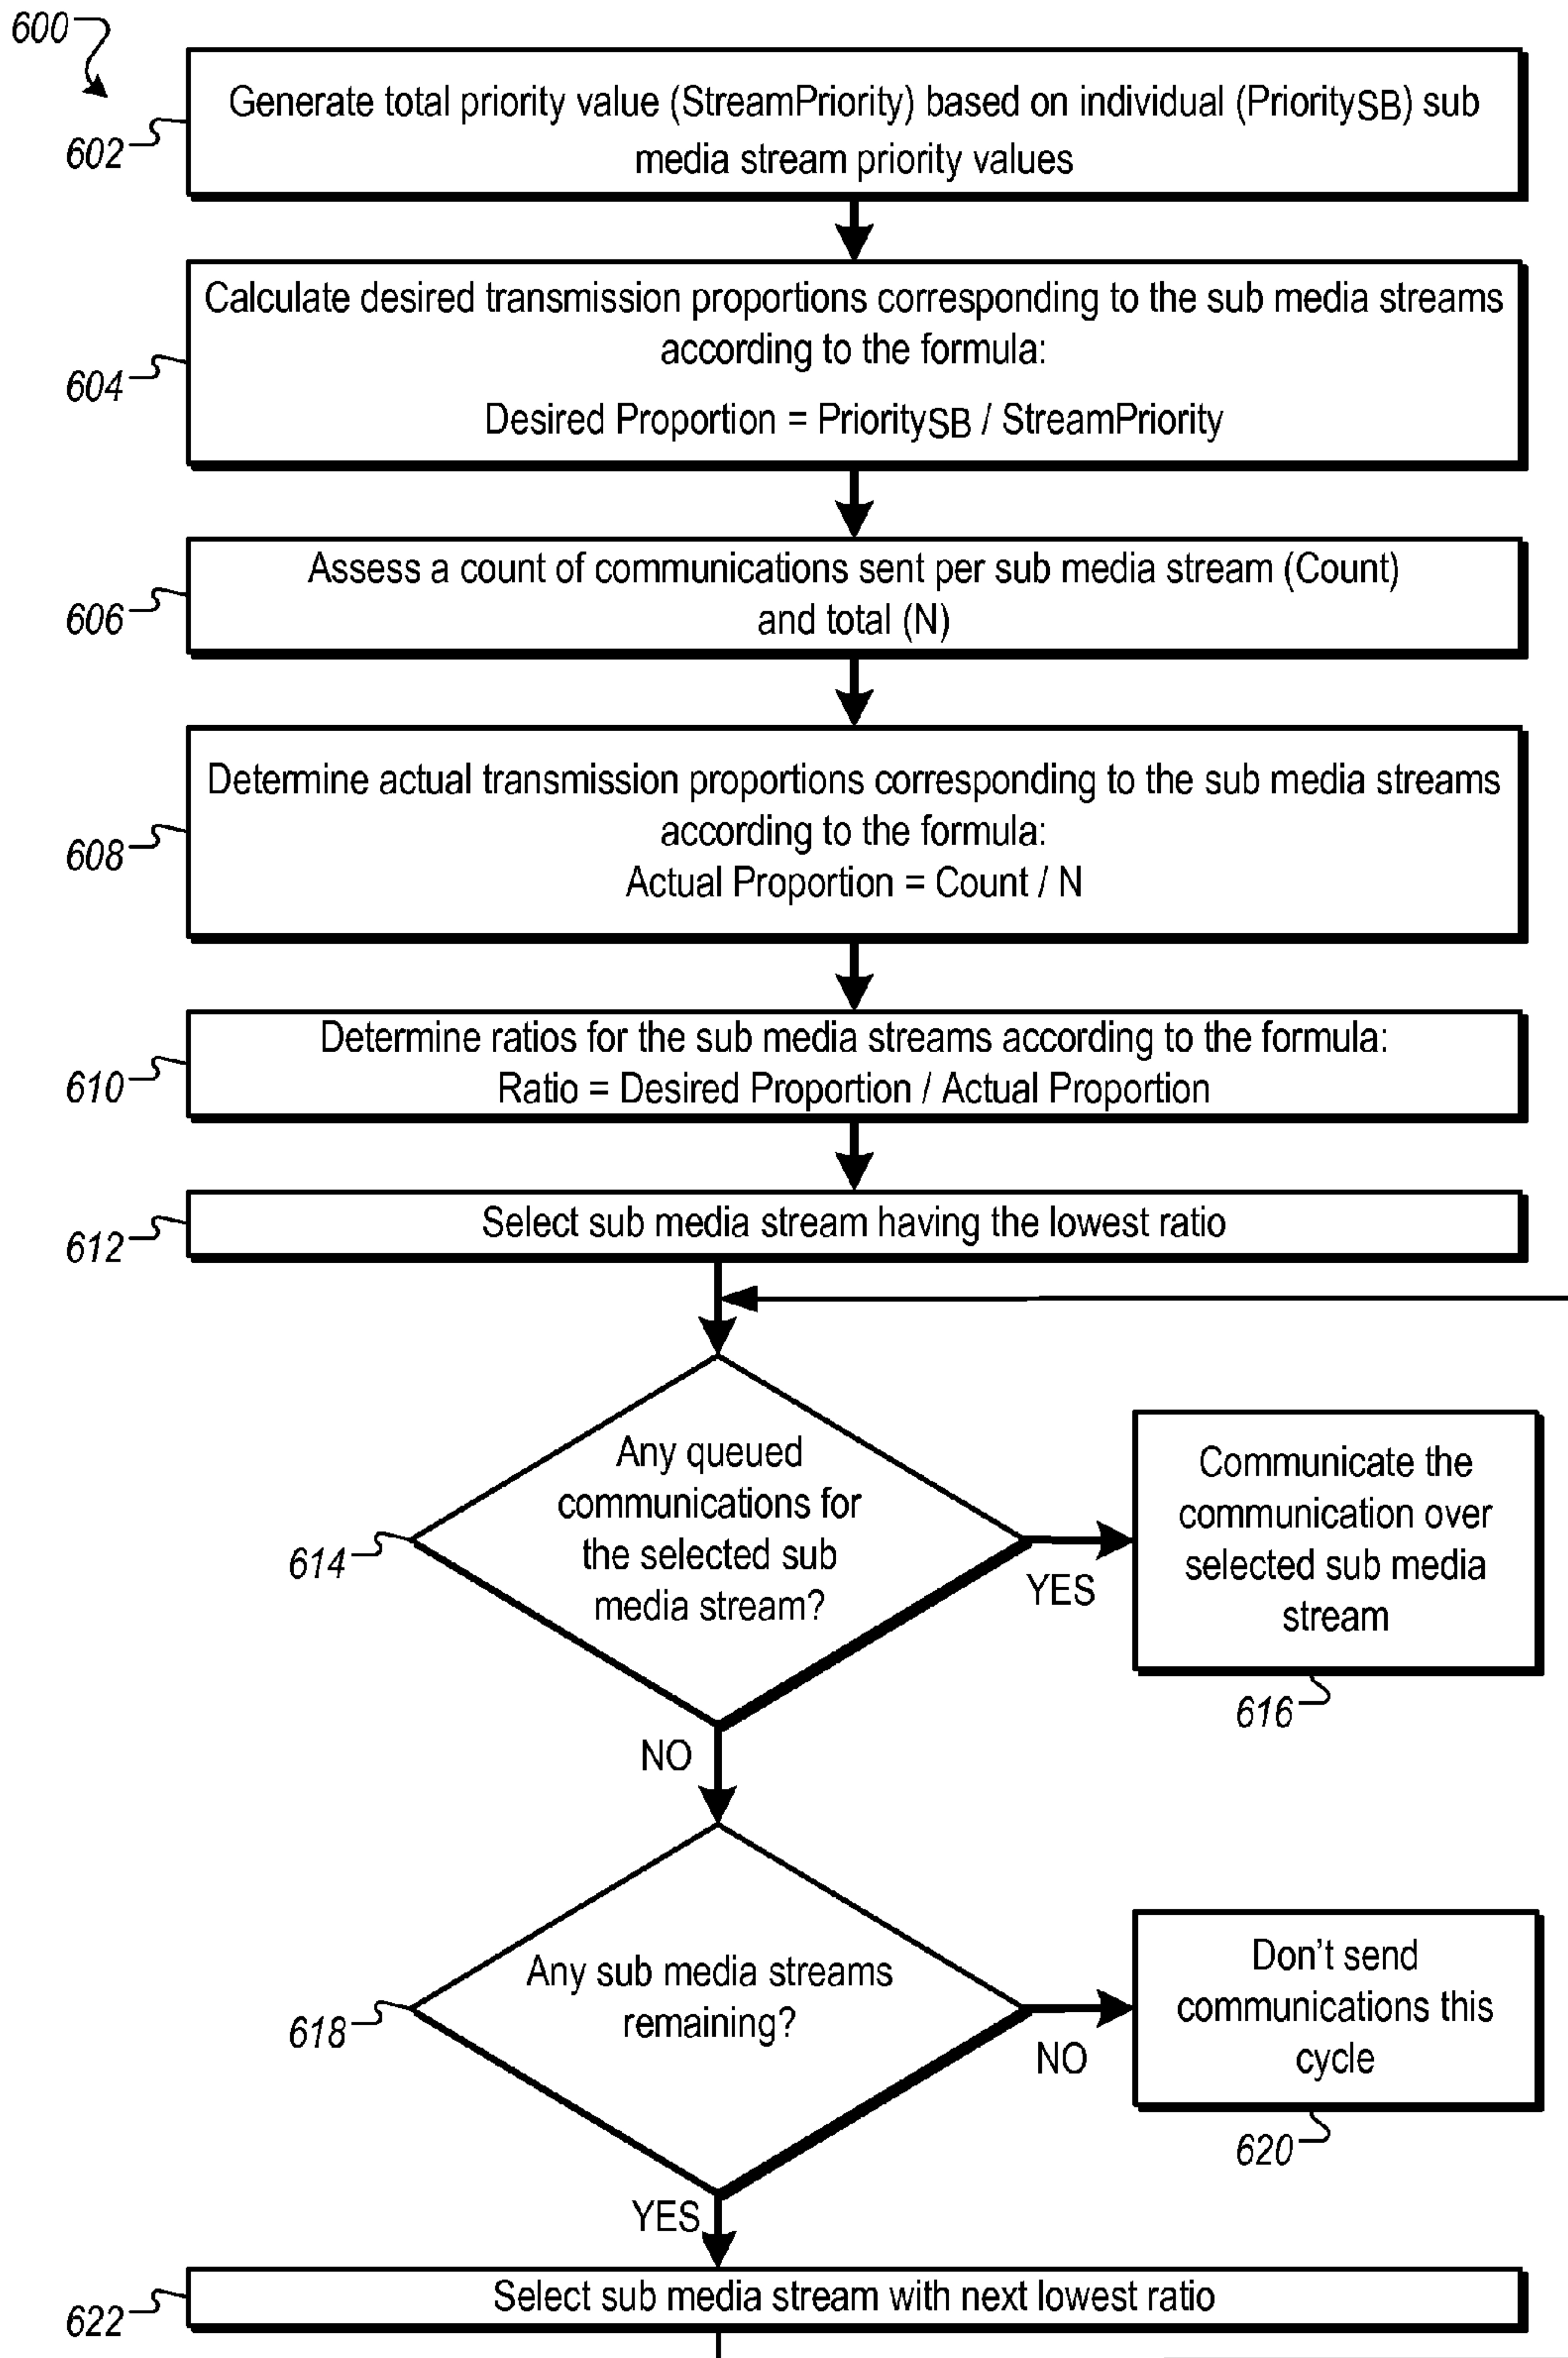 600
Generate total priority value (StreamPriority) based on individual (PrioritySB) sub
media stream priority values
602
Calculate desired transmission proportions corresponding to the sub media streams
according to the formula:
Desired Proportion = PrioritySB / StreamPriority
604
Assess a count of communications sent per sub media stream (Count)
and total (N)
606
Determine actual transmission proportions corresponding to the sub media streams
according to the formula:
Actual Proportion = Count / N
608
Determine ratios for the sub media streams according to the formula:
Ratio = Desired Proportion / Actual Proportion
610
Select sub media stream having the lowest ratio
612
Any queued
communications for
the selected sub
media stream?
614
YES
Communicate the
communication over
selected sub media
stream
616
NO
Any sub media streams
remaining?
618
NO
Don't send
communications this
cycle
620
YES
Select sub media stream with next lowest ratio
622